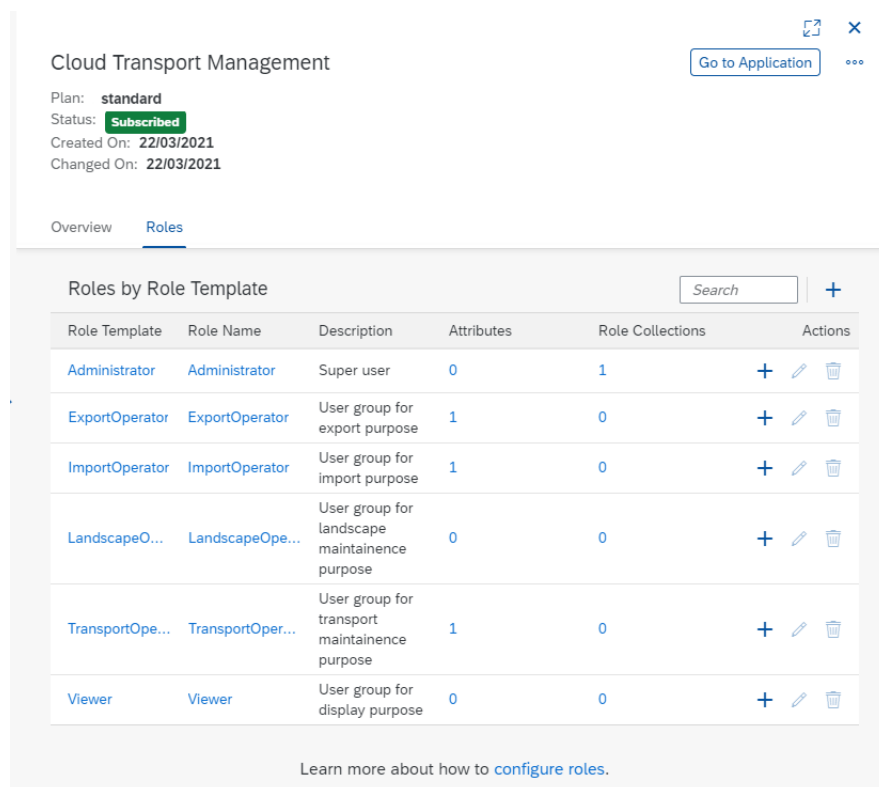 Cloud Transport Management
Go to Application
Plan: standard
Status: Subscribed
Created On: 22/03/2021
Changed On: 22/03/2021
Overview Roles
Roles by Role Template
Search
Role Template Role Name Description Attributes Role Collections Actions
Administrator Administrator Super user 0 1
ExportOperator ExportOperator User group for export purpose 1 0
ImportOperator ImportOperator User group for import purpose 1 0
LandscapeO... LandscapeOpe... User group for landscape maintainence purpose 0 0
TransportOpe... TransportOper... User group for transport maintainence purpose 1 0
Viewer Viewer User group for display purpose 0 0
Learn more about how to configure roles.